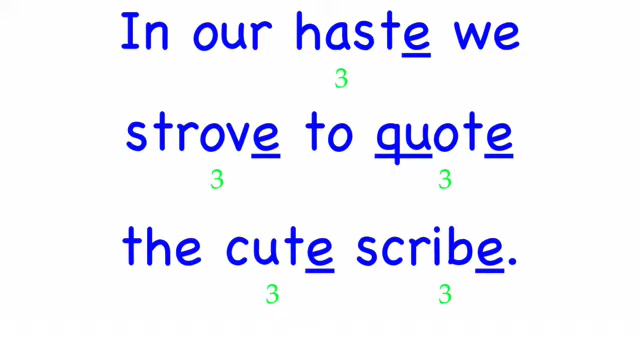 In our haste we
3
strove to quote
3 3
the cute scribe.
3 3